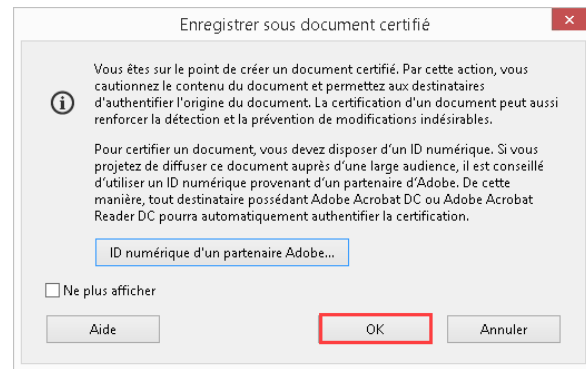 Enregistrer sous document certifié
Vous êtes sur le point de créer un document certifié. Par cette action, vous
cautionnez le contenu du document et permettez aux destinataires
d'authentifier l'origine du document. La certification d'un document peut aussi
renforcer la détection et la prévention de modifications indésirables.
Pour certifier un document, vous devez disposer d'un ID numérique. Si vous
projetez de diffuser ce document auprès d'une large audience, il est conseillé
d'utiliser un ID numérique provenant d'un partenaire d'Adobe. De cette
manière, tout destinataire possédant Adobe Acrobat DC ou Adobe Acrobat
Reader DC pourra automatiquement authentifier la certification.
ID numérique d'un partenaire Adobe...
Ne plus afficher
Aide OK Annuler